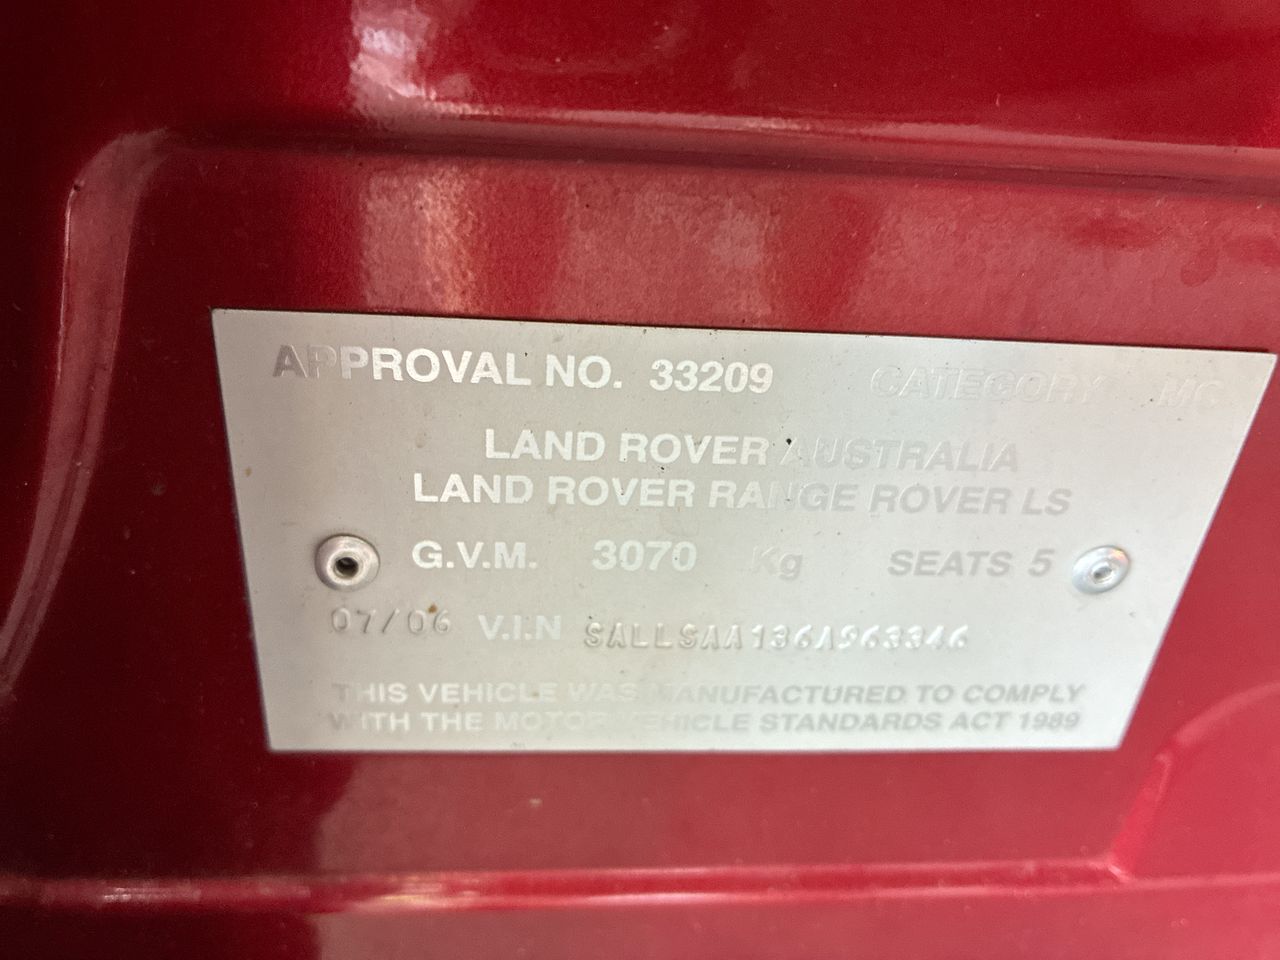 APPROVAL NO. 33209 CATEGORY MC
LAND ROVER AUSTRALIA
LAND ROVER RANGE ROVER LS
G.V.M. 3070 Kg SEATS 5
07/06 V.I.N SALLSAA136A963346
THIS VEHICLE WAS MANUFACTURED TO COMPLY
WITH THE MOTOR VEHICLE STANDARDS ACT 1989